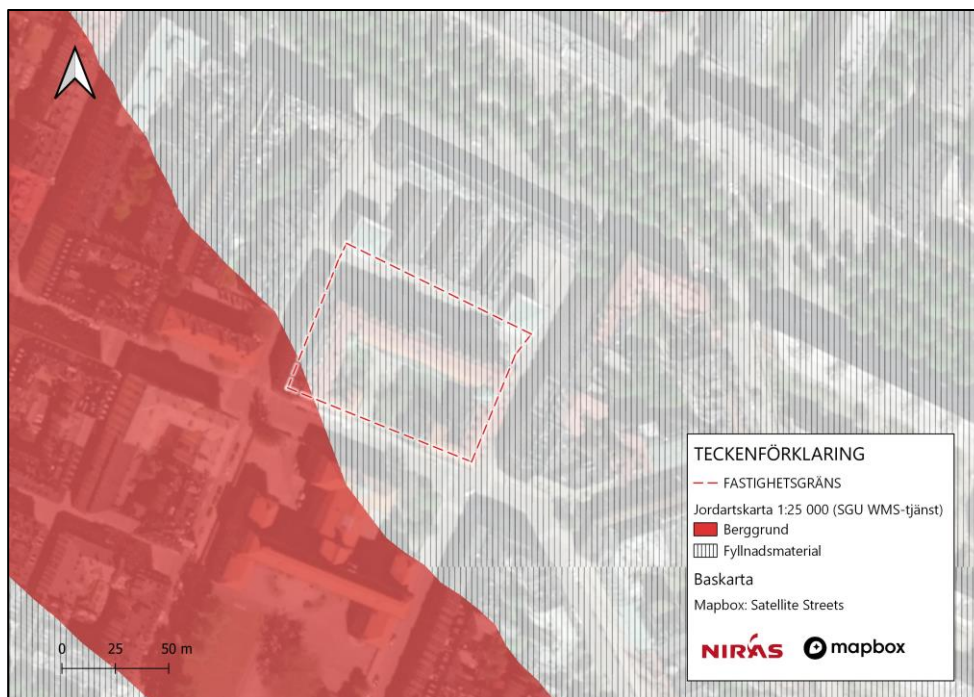 TECKENFÖRKLARING
FASTIGHETSGRÄNS
Jordartskarta 1:25 000 (SGU WMS-tjänst)
Berggrund
Fyllnadsmaterial
Baskarta
Mapbox: Satellite Streets
NIRÁS mapbox
0 25 50 m